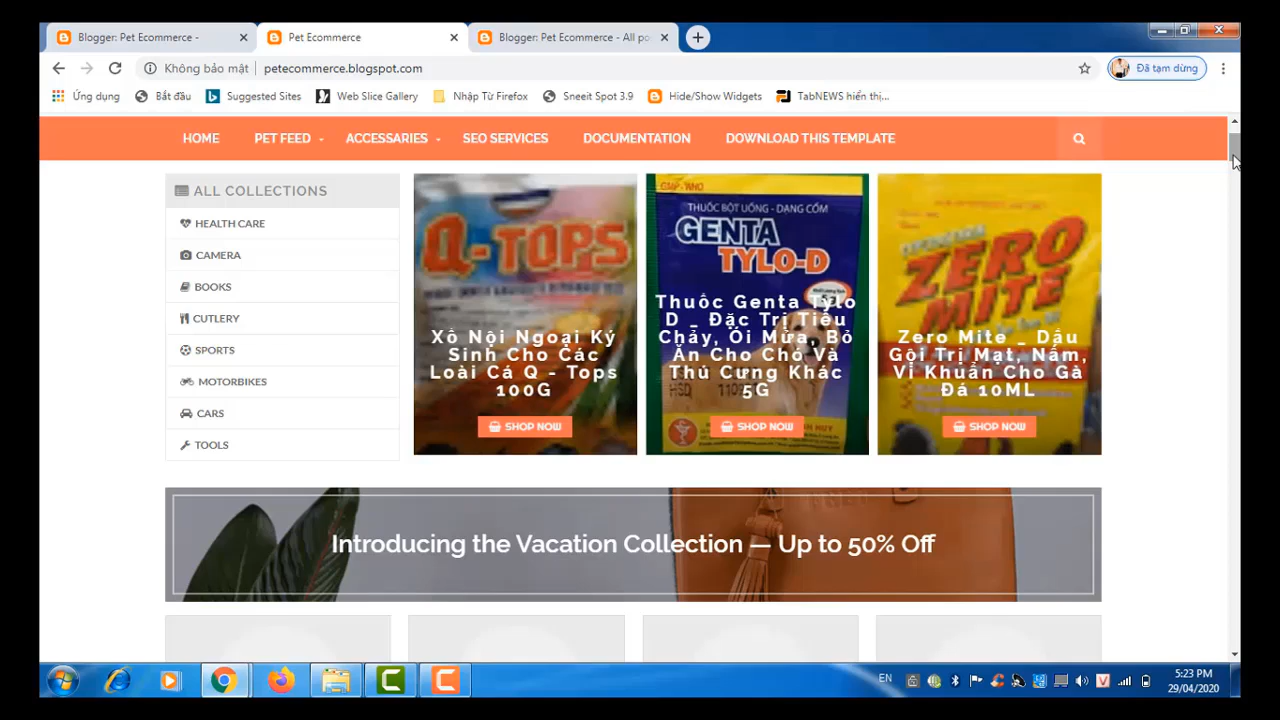 Blogger: Pet Ecommerce -
Pet Ecommerce
Blogger: Pet Ecommerce - All po
Không bảo mật
petecommerce.blogspot.com
Đã tạm dừng
Ứng dụng
Bắt đầu
Suggested Sites
Web Slice Gallery
Nhập Từ Firefox
Sneeit Spot 3.9
Hide/Show Widgets
TabNEWS hiển thị...
HOME
PET FEED
ACCESSARIES
SEO SERVICES
DOCUMENTATION
DOWNLOAD THIS TEMPLATE
ALL COLLECTIONS
HEALTH CARE
CAMERA
BOOKS
CUTLERY
SPORTS
MOTORBIKES
CARS
TOOLS
Q-TOPS
Xổ Nội Ngoại Ký
Sinh Cho Các
Loài Cá Q - Tops
100G
SHOP NOW
GMP-WHO
THUỐC BỘT UỐNG - DẠNG CỐM
GENTA
TYLO-D
Thuốc Genta Tylo
D _ Đặc Trị Tiêu
Chảy, Ói Mửa, Bỏ
Ăn Cho Chó Và
Thú Cưng Khác
5G
HSD
SHOP NOW
ZERO
MITE
Zero Mite _ Dầu
Gội Trị Mạt, Nấm,
Vi Khuẩn Cho Gà
Đá 10ML
SHOP NOW
Introducing the Vacation Collection — Up to 50% Off
EN
5:23 PM
29/04/2020